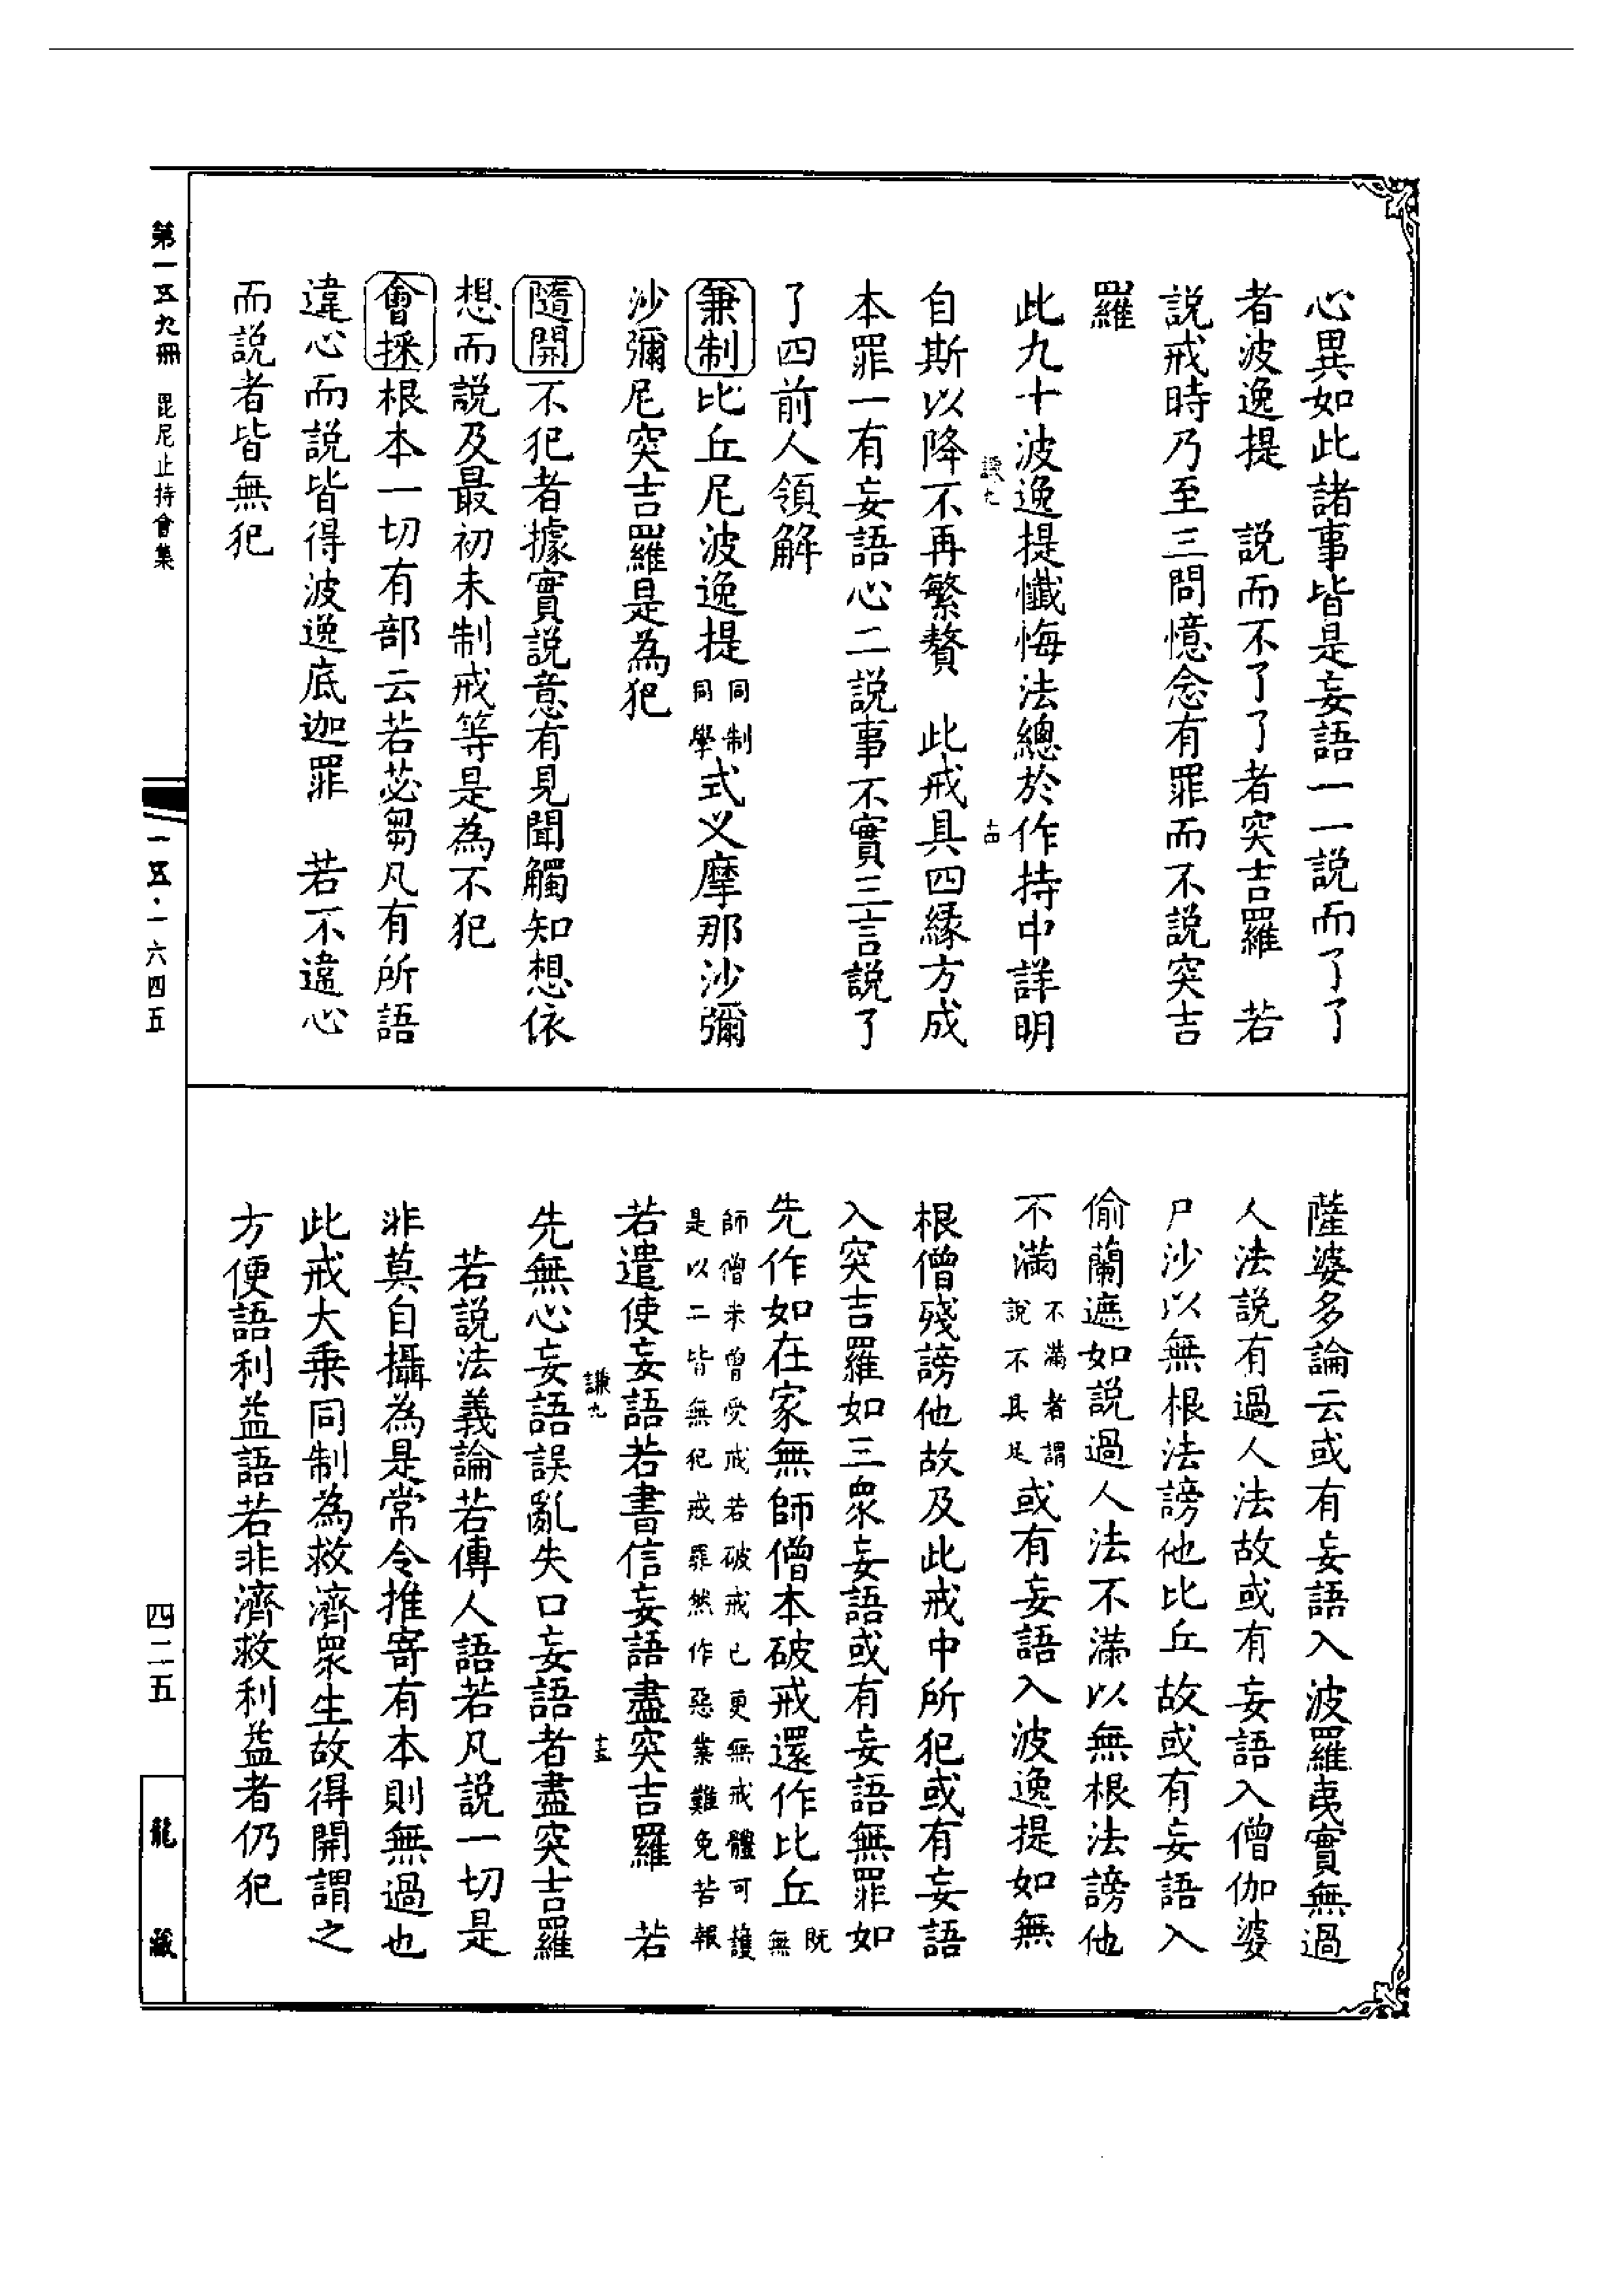 心異如此諸事皆是妄語一一說而了了
者波逸提　說而不了了者突吉羅　若
說戒時乃至三問憶念有罪而不說突吉
羅
此九十波逸提懺悔法總於作持中詳明
謙九
十四
自斯以降不再繁贅　此戒具四緣方成
本罪一有妄語心二說事不實三言說了
了四前人領解
兼制比丘尼波逸提同制同學式叉摩那沙彌
沙彌尼突吉羅是為犯
隨開不犯者據實說意有見聞觸知想依
想而說及最初未制戒等是為不犯
會採根本一切有部云若苾芻凡有所語
違心而說皆得波逸底迦罪　若不違心
而說者皆無犯
薩婆多論云或有妄語入波羅夷實無過
人法說有過人法故或有妄語入僧伽婆
尸沙以無根法謗他比丘故或有妄語入
偷蘭遮如說過人法不滿以無根法謗他
不滿不滿者謂說不具足或有妄語入波逸提如無
根僧殘謗他故及此戒中所犯或有妄語
入突吉羅如三眾妄語或有妄語無罪如
先作如在家無師僧本破戒還作比丘既無
師僧未曾受戒若破戒已更無戒體可護
是以二皆無犯戒罪然作惡業難免苦報
若遣使妄語若書信妄語盡突吉羅　若
謙九
十五
先無心妄語誤亂失口妄語者盡突吉羅
若說法義論若傳人語若凡說一切是
非莫自攝為是常令推寄有本則無過也
此戒大乘同制為救濟眾生故得開謂之
方便語利益語若非濟救利益者仍犯
第一五九冊　毘尼止持會集
一五·一六四五
四二五
龍藏